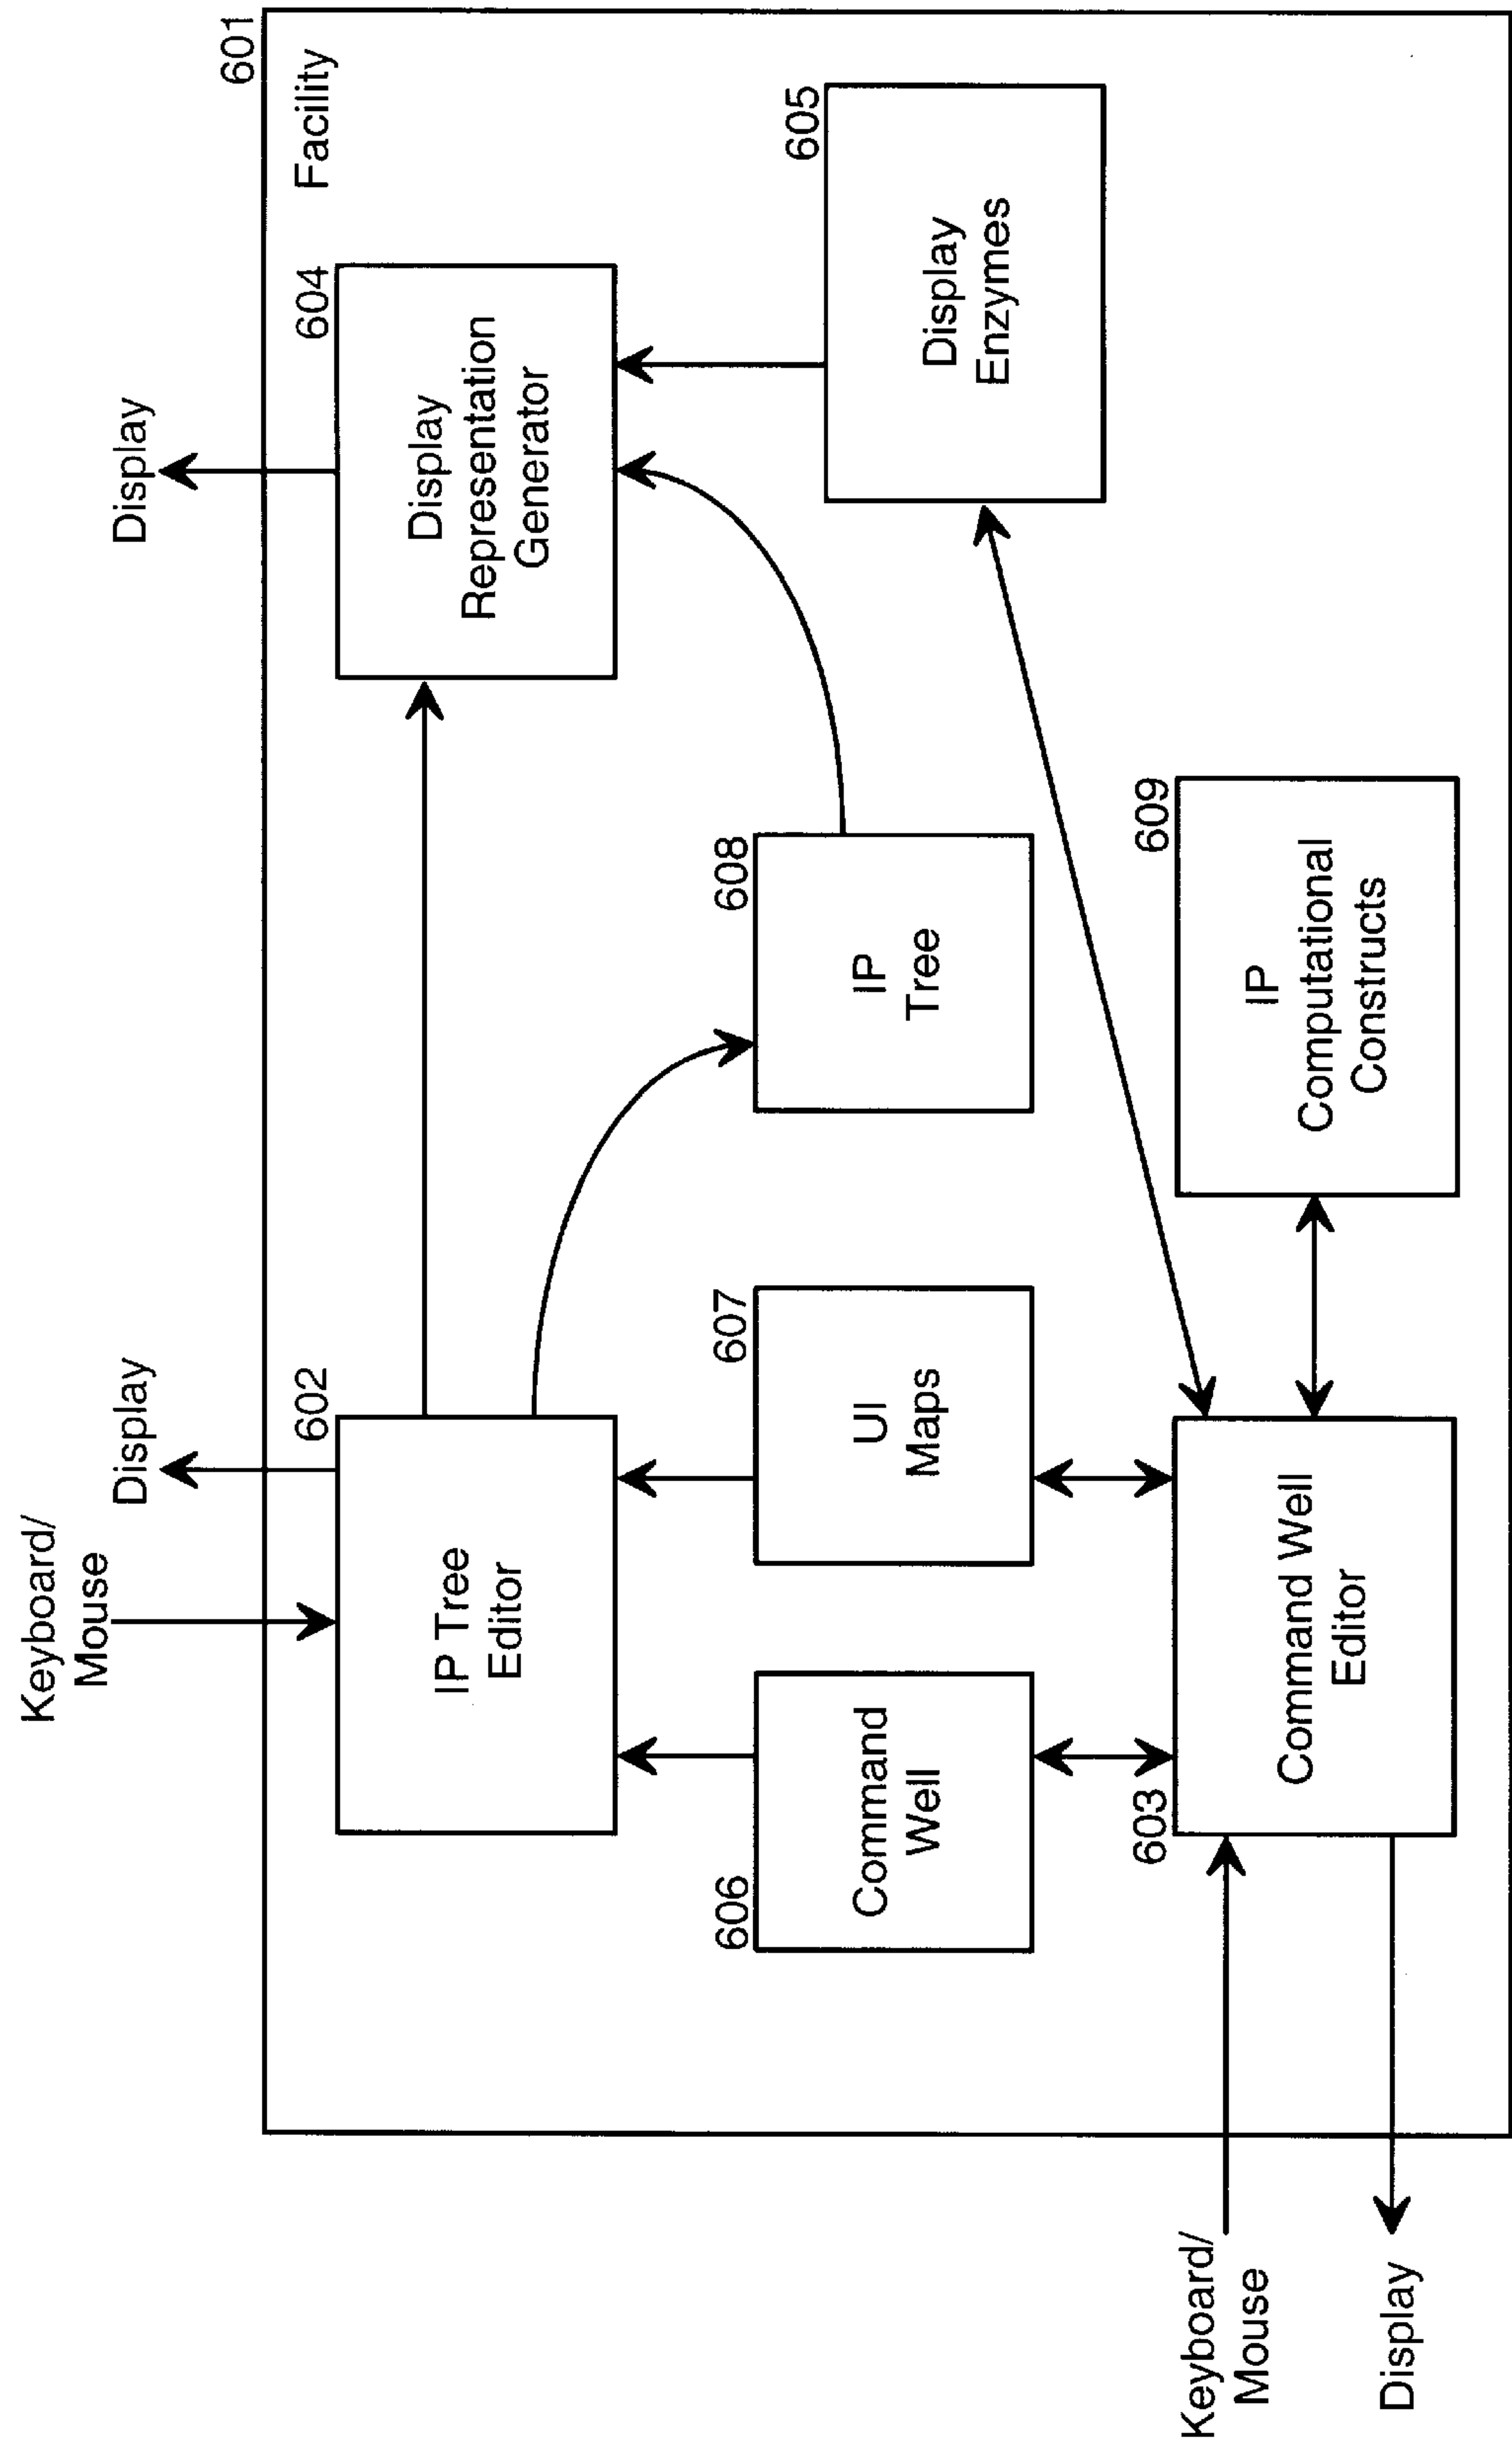 601
Facility
Keyboard/
Mouse
Display
Display
602
IP Tree
Editor
604
Display
Representation
Generator
606
Command
Well
607
UI
Maps
608
IP
Tree
605
Display
Enzymes
603
Command Well
Editor
609
IP
Computational
Constructs
Keyboard/
Mouse
Display